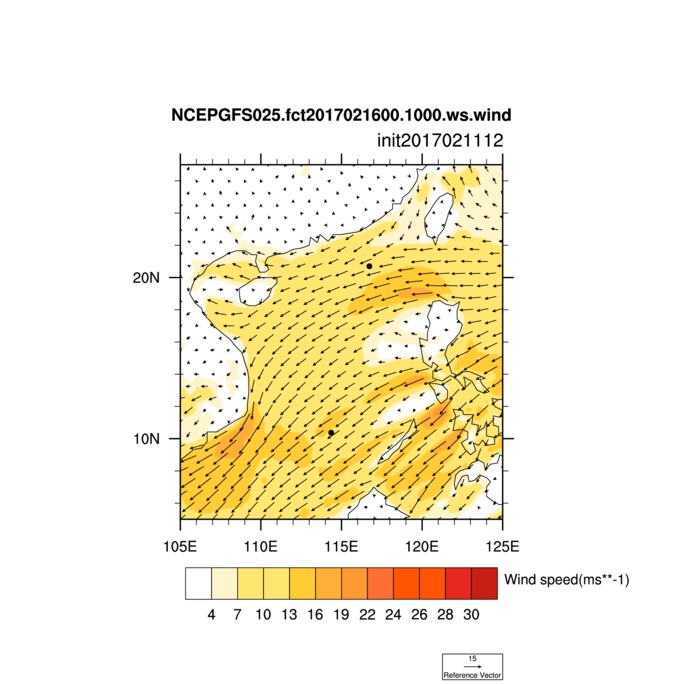 NCEPGFS025.fct2017021600.1000.ws.wind
init2017021112
20N
10N
105E 110E 115E 120E 125E
Wind speed(ms**-1)
4 7 10 13 16 19 22 24 26 28 30
15
Reference Vector